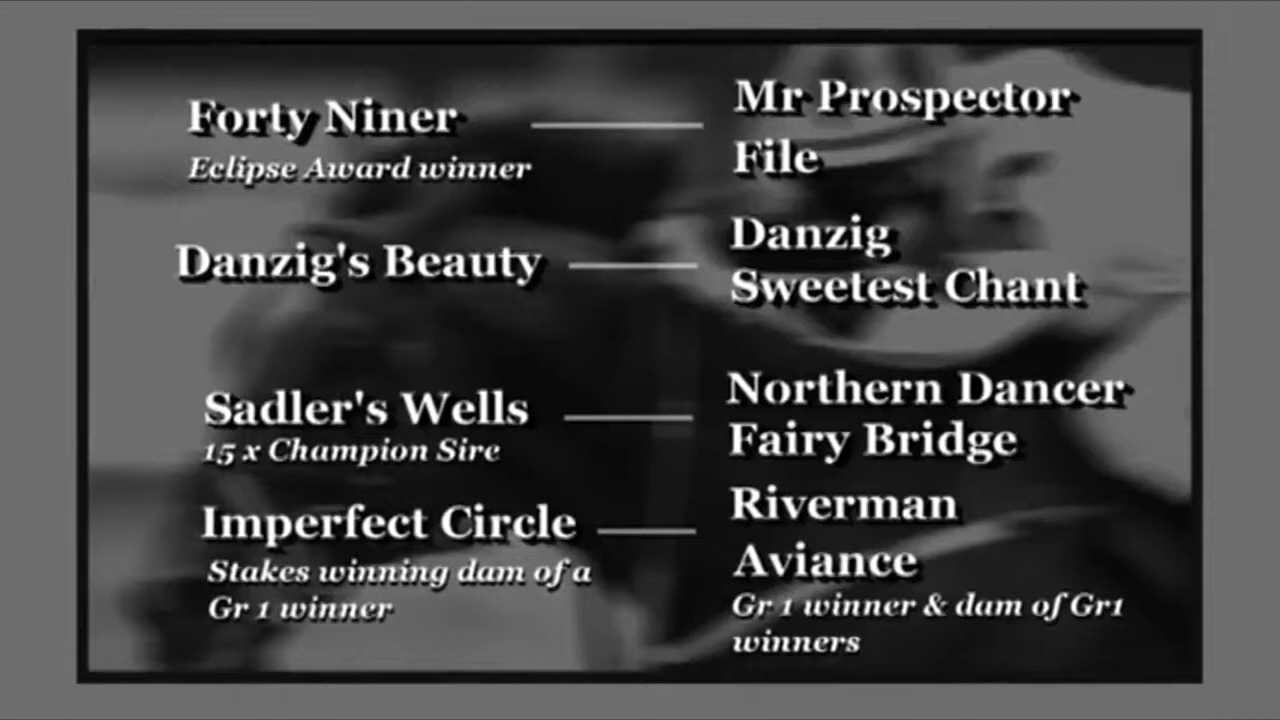 Forty Niner
Eclipse Award winner
Mr Prospector
File
Danzig's Beauty
Danzig
Sweetest Chant
Sadler's Wells
15 x Champion Sire
Northern Dancer
Fairy Bridge
Imperfect Circle
Stakes winning dam of a
Gr 1 winner
Riverman
Aviance
Gr 1 winner & dam of Gr1
winners